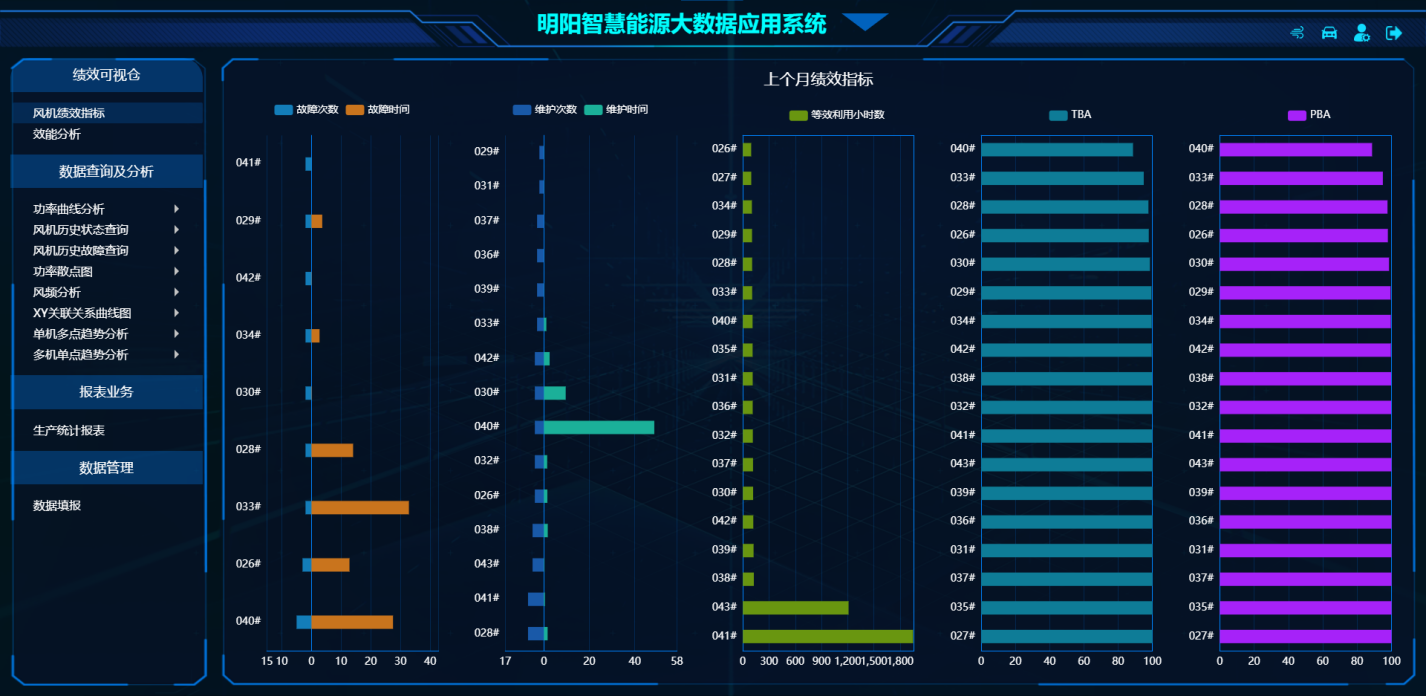 明阳智慧能源大数据应用系统
绩效可视仓
风机绩效指标
效能分析
数据查询及分析
功率曲线分析
风机历史状态查询
风机历史故障查询
功率散点图
风频分析
XY关联关系曲线图
单机多点趋势分析
多机单点趋势分析
报表业务
生产统计报表
数据管理
数据填报
上个月绩效指标
故障次数 故障时间
041#
029#
042#
034#
030#
028#
033#
026#
040#
15 10 0 10 20 30 40
维护次数 维护时间
029#
031#
037#
036#
039#
033#
042#
030#
040#
032#
026#
038#
043#
041#
028#
17 0 20 40 58
等效利用小时数
026#
027#
034#
029#
028#
033#
040#
035#
031#
036#
032#
037#
030#
042#
039#
038#
043#
041#
0 300 600 900 1,200 1,500 1,800
TBA
040#
033#
028#
026#
030#
029#
034#
042#
038#
032#
041#
043#
039#
036#
031#
037#
035#
027#
0 20 40 60 80 100
PBA
040#
033#
028#
026#
030#
029#
034#
042#
038#
032#
041#
043#
039#
036#
031#
037#
035#
027#
0 20 40 60 80 100